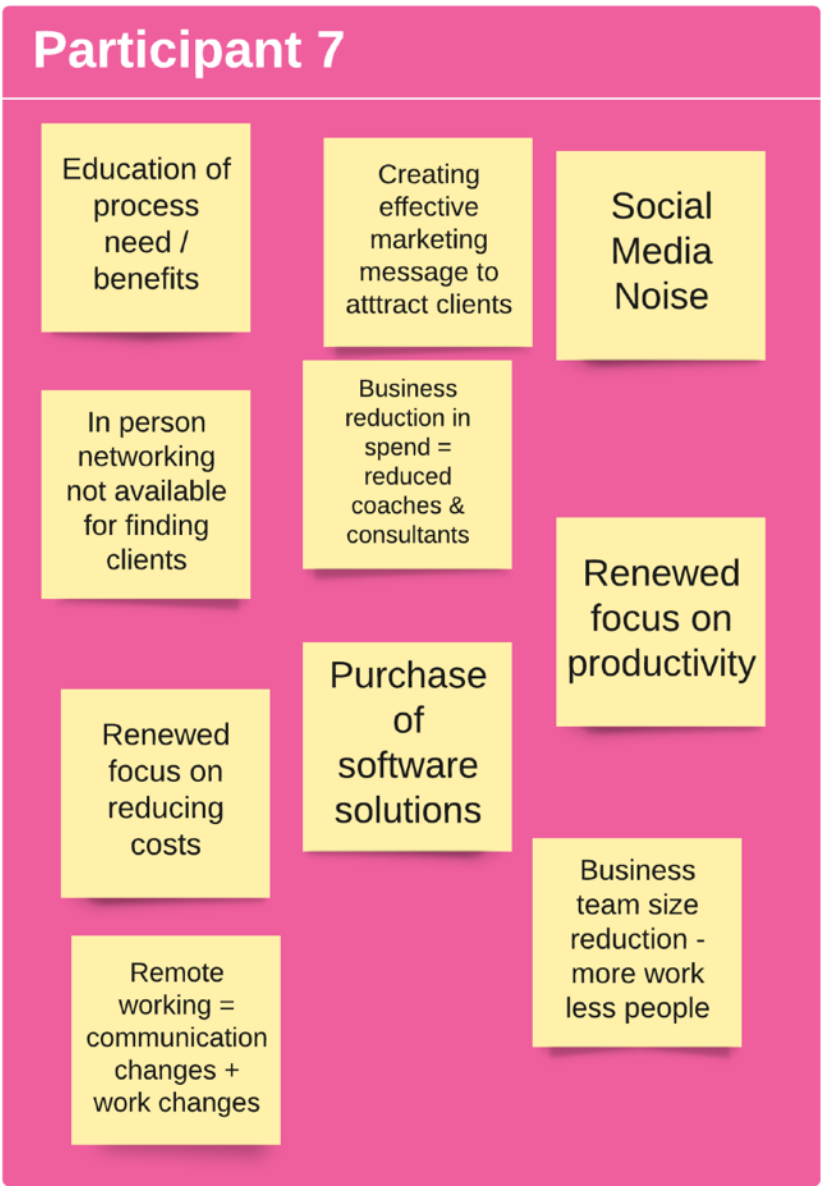 Participant 7
Education of
process
need /
benefits
Creating
effective
marketing
message to
atttract clients
Social
Media
Noise
In person
networking
not available
for finding
clients
Business
reduction in
spend =
reduced
coaches &
consultants
Renewed
focus on
productivity
Renewed
focus on
reducing
costs
Purchase
of
software
solutions
Business
team size
reduction -
more work
less people
Remote
working =
communication
changes +
work changes